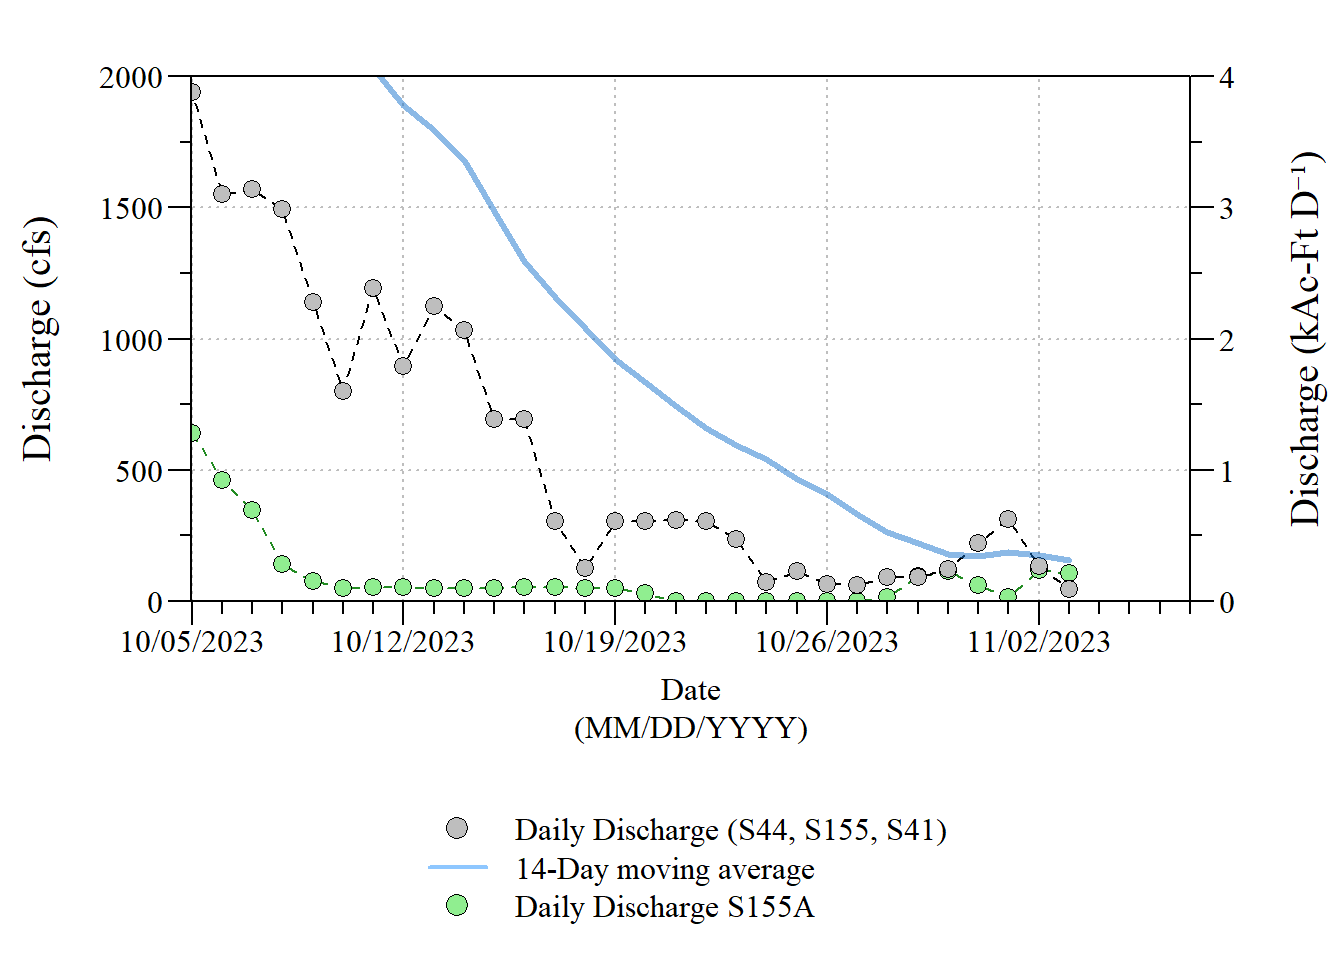 2000
1500
1000
500
0
Discharge (cfs)
4
3
2
1
0
Discharge (kAc-Ft D⁻¹)
10/05/2023
10/12/2023
10/19/2023
10/26/2023
11/02/2023
Date
(MM/DD/YYYY)
Daily Discharge (S44, S155, S41)
14-Day moving average
Daily Discharge S155A